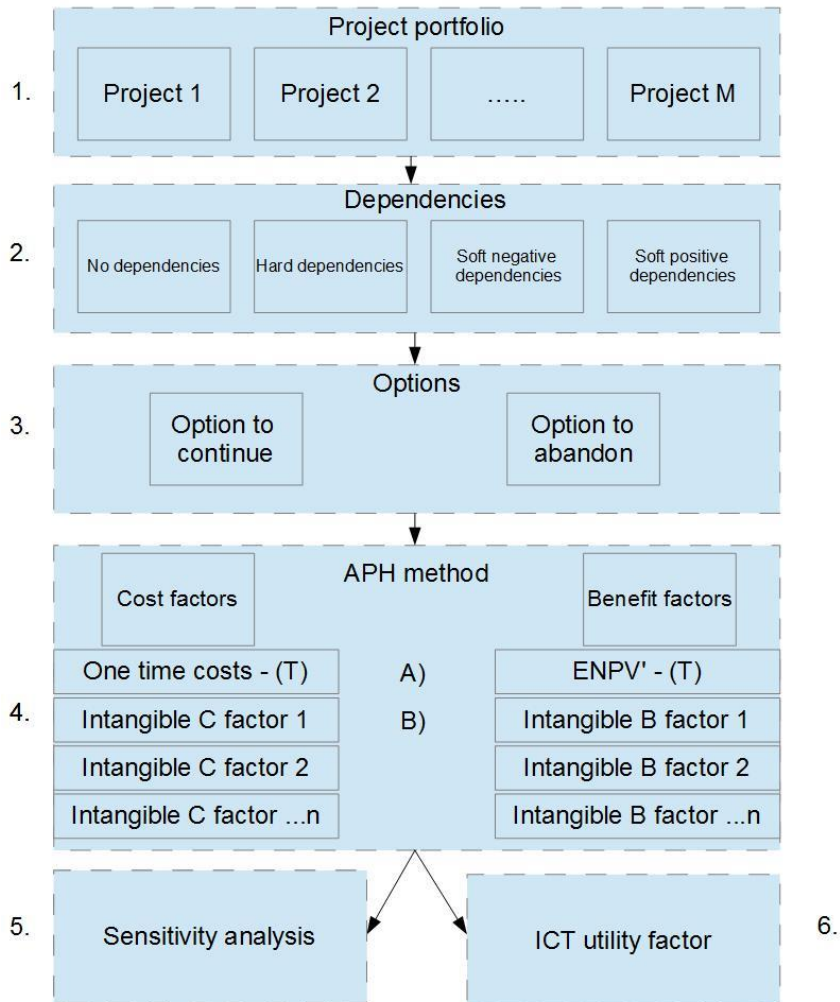 Project portfolio
1.
Project 1
Project 2
.....
Project M
Dependencies
2.
No dependencies
Hard dependencies
Soft negative
dependencies
Soft positive
dependencies
Options
3.
Option to
continue
Option to
abandon
APH method
Cost factors
Benefit factors
One time costs - (T)
A)
ENPV' - (T)
4.
Intangible C factor 1
B)
Intangible B factor 1
Intangible C factor 2
Intangible B factor 2
Intangible C factor ...n
Intangible B factor ...n
5.
Sensitivity analysis
ICT utility factor
6.